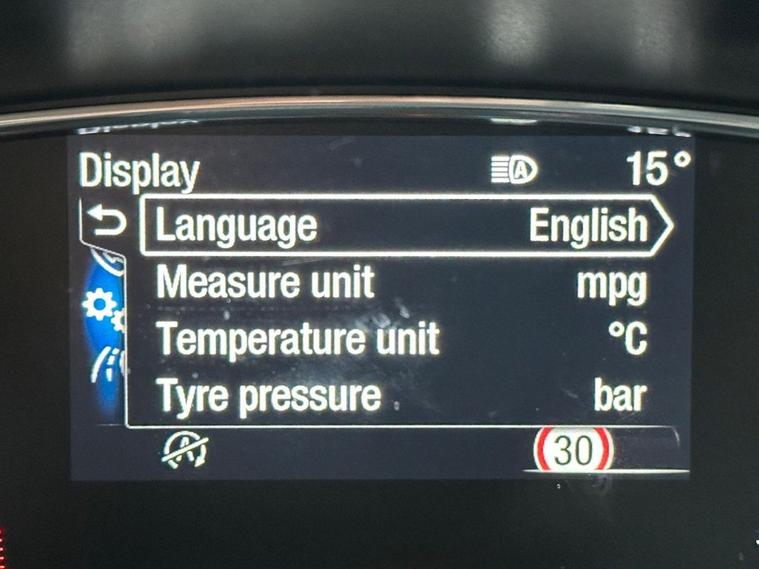 Display 15°
Language English
Measure unit mpg
Temperature unit °C
Tyre pressure bar
A 30